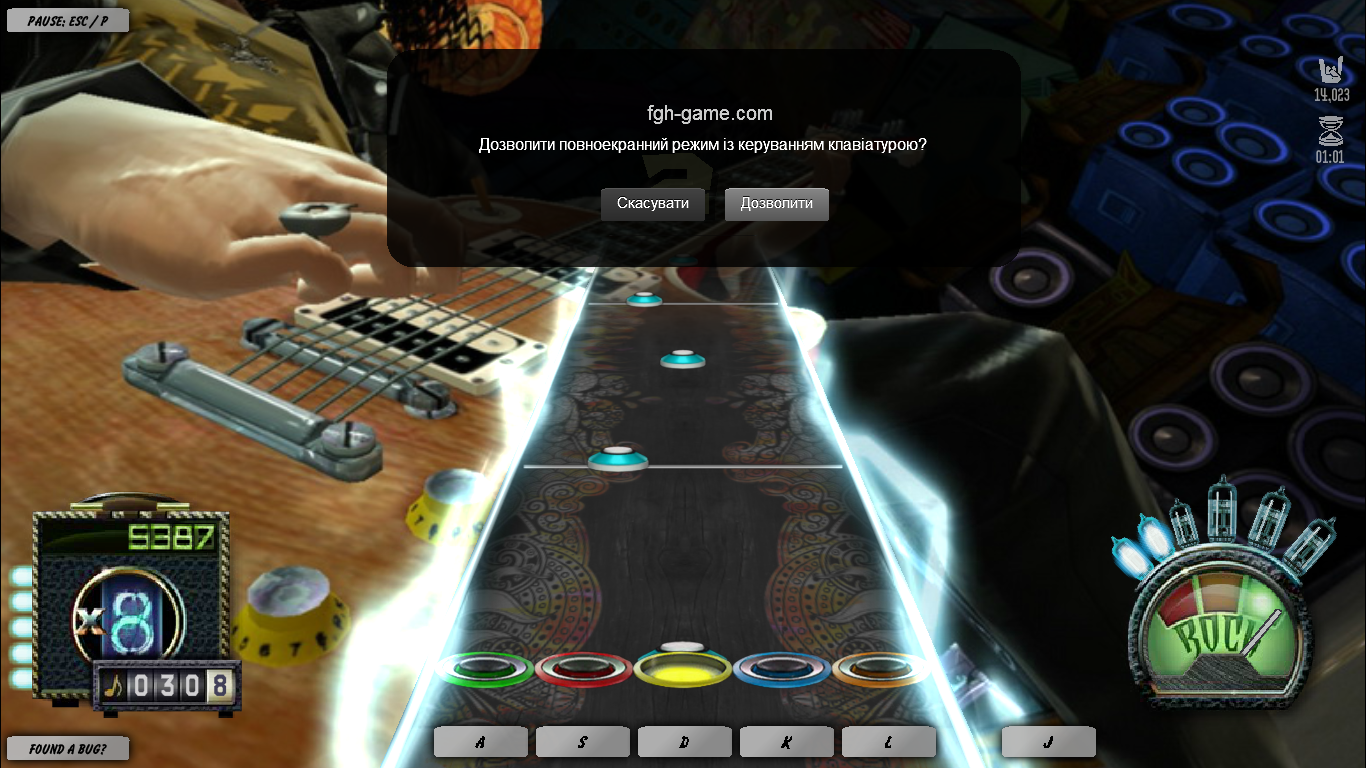 PAUSE: ESC / P
fgh-game.com
Дозволити повноекранний режим із керуванням клавіатурою?
Скасувати
Дозволити
14,023
01:01
5387
x8
0308
ROCK
A
S
D
K
L
J
FOUND A BUG?